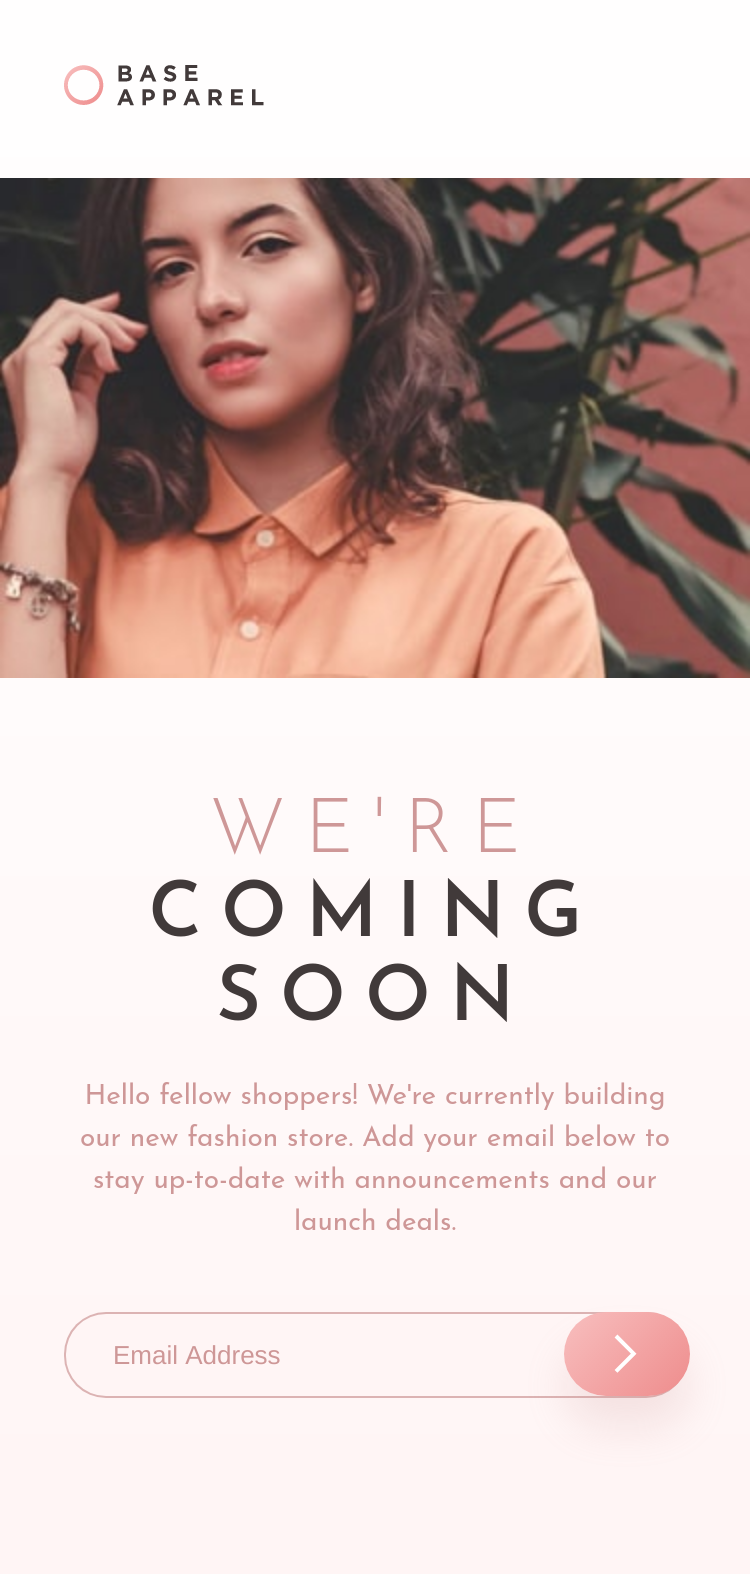 BASE
APPAREL
WE'RE
COMING
SOON
Hello fellow shoppers! We're currently building
our new fashion store. Add your email below to
stay up-to-date with announcements and our
launch deals.
Email Address